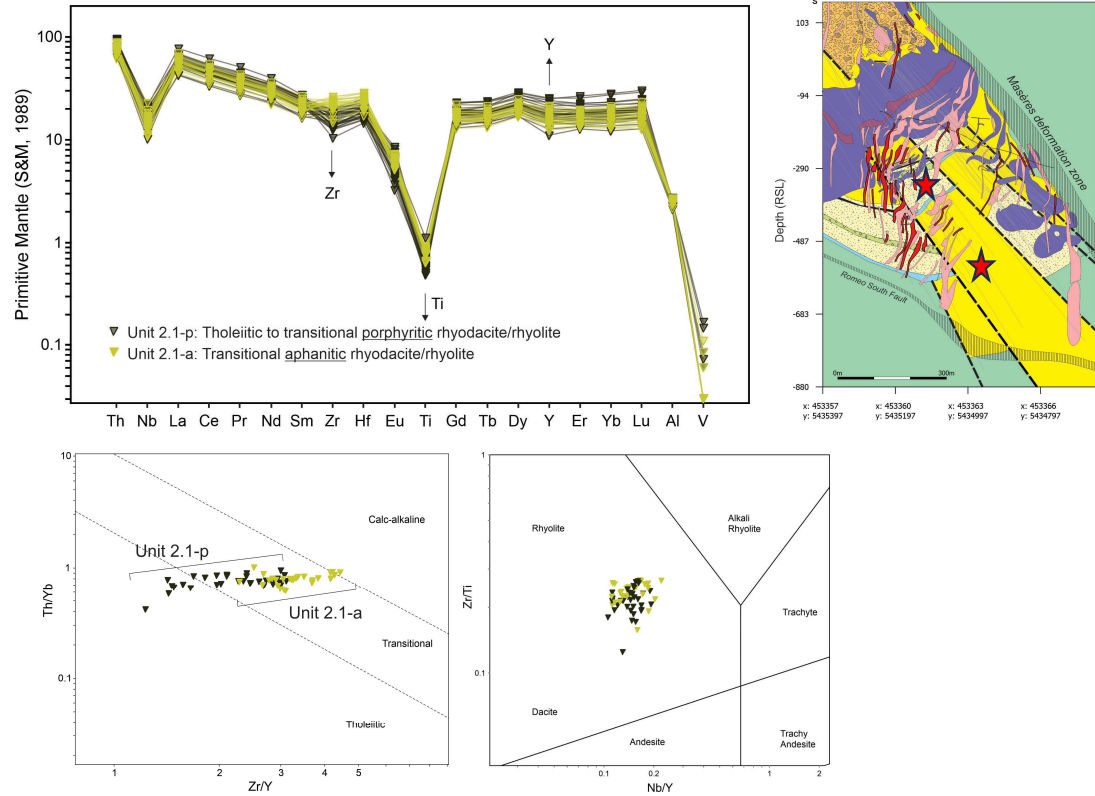 100
10
1
0.1
Primitive Mantle (S&M, 1989)
Y
Zr
Ti
Unit 2.1-p: Tholeiitic to transitional porphyritic rhyodacite/rhyolite
Unit 2.1-a: Transitional aphanitic rhyodacite/rhyolite
Th Nb La Ce Pr Nd Sm Zr Hf Eu Ti Gd Tb Dy Y Er Yb Lu Al V
S
103
-94
-290
-487
-683
-880
Depth (RSL)
Masères deformation zone
Romeo South Fault
0m 300m
x: 453357 x: 453360 x: 453363 x: 453366
y: 5435397 y: 5435197 y: 5434997 y: 5434797
10
1
0.1
Th/Yb
Calc-alkaline
Unit 2.1-p
Unit 2.1-a
Transitional
Tholeiitic
1 2 3 4 5
Zr/Y
1
0.1
Zr/Ti
Rhyolite
Alkali
Rhyolite
Trachyte
Dacite
Andesite
Trachy
Andesite
0.1 0.2 1 2
Nb/Y